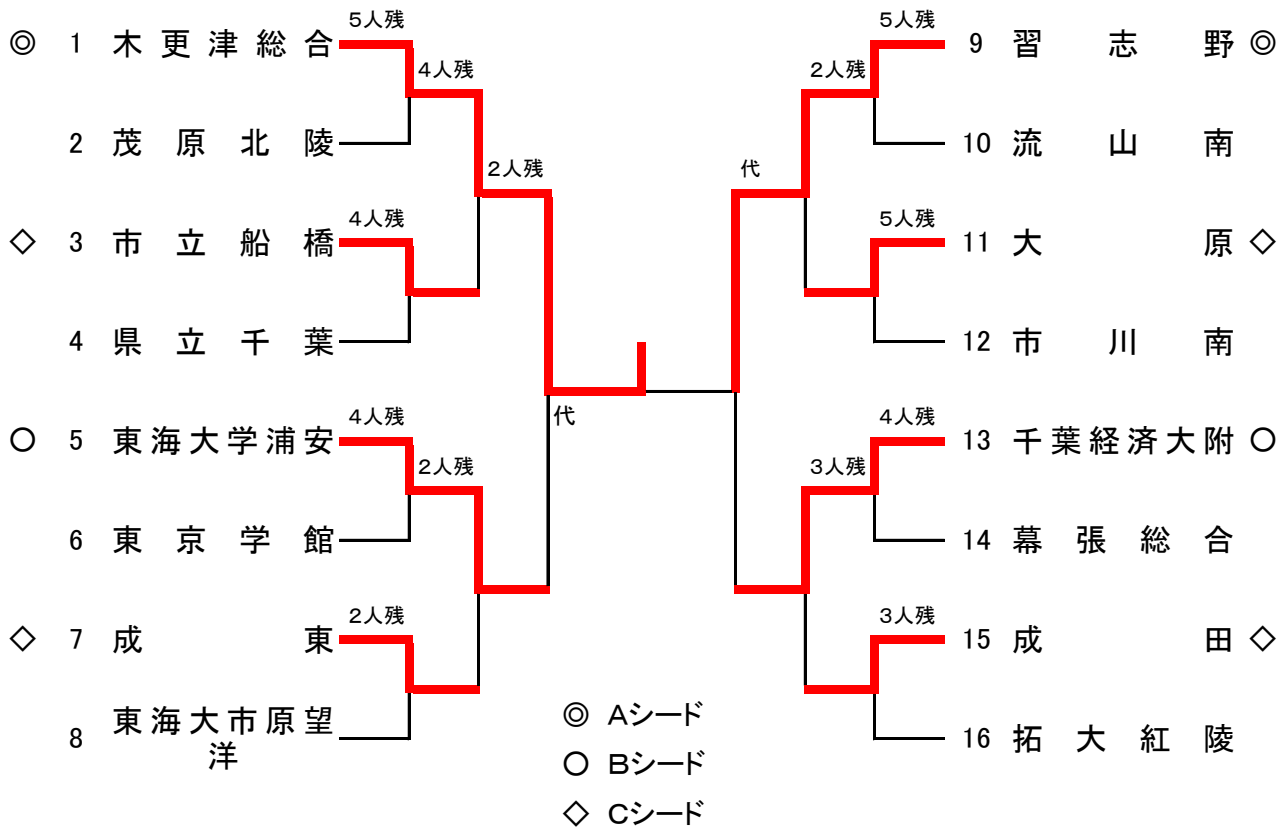 5人残
◎ 1 木更津総合
4人残
2 茂原北陵
2人残
4人残
◇ 3 市立船橋
4 県立千葉
代
4人残
○ 5 東海大学浦安
2人残
6 東京学館
2人残
◇ 7 成東
8 東海大市原望
洋
5人残
9 習志野 ◎
2人残
10 流山南
代
5人残
11 大原 ◇
12 市川南
4人残
13 千葉経済大附 ○
3人残
14 幕張総合
3人残
15 成田 ◇
16 拓大紅陵
◎ Aシード
○ Bシード
◇ Cシード